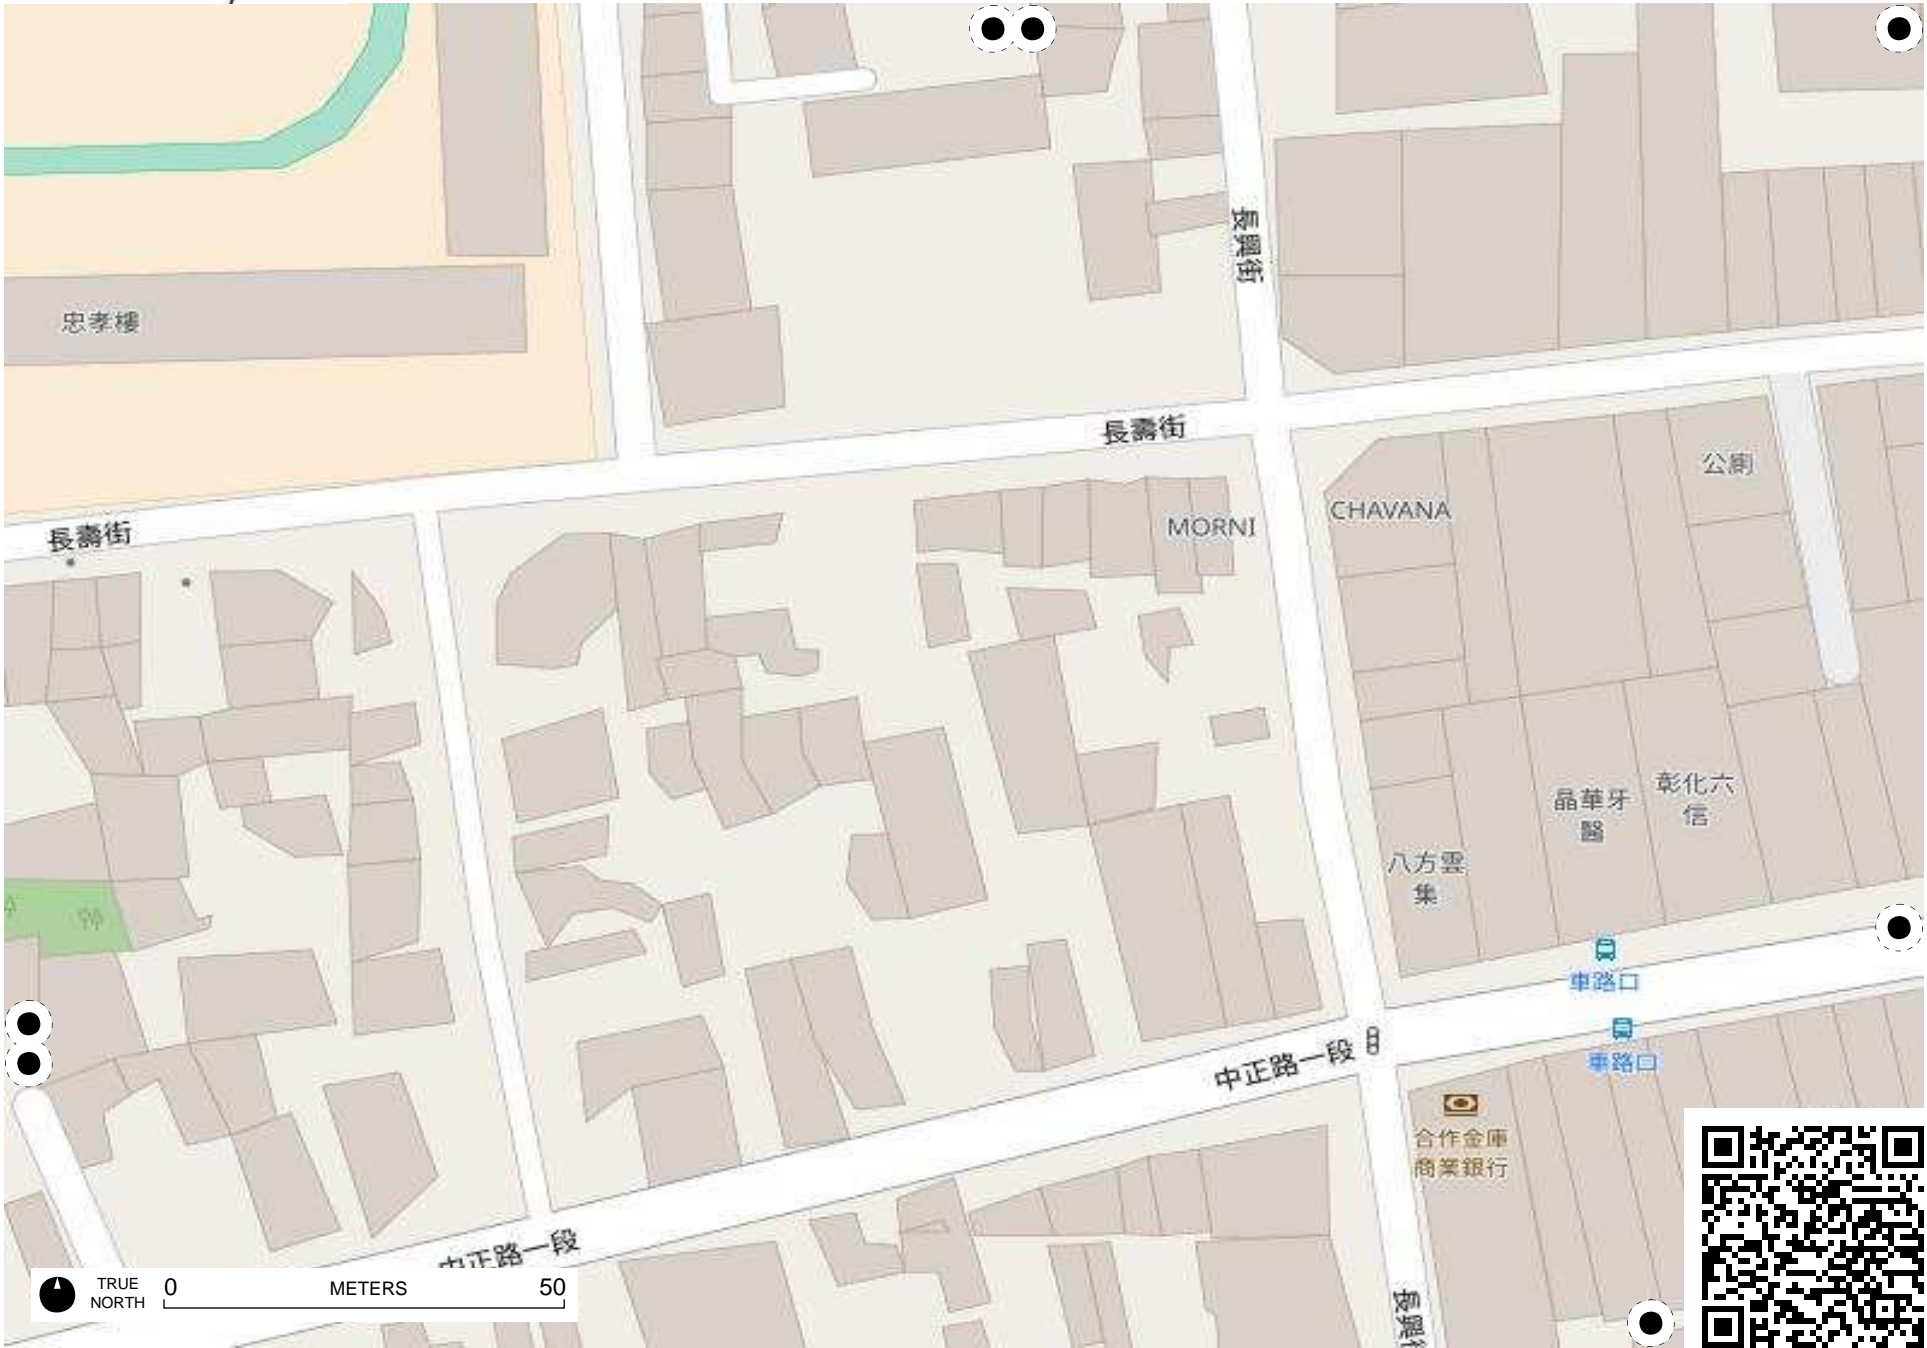 長興街
忠孝樓
長壽街
公廁
CHAVANA
MORNI
長壽街
彰化六
信
晶華牙
醫
八方雲
集
車路口
車路口
中正路一段
合作金庫
商業銀行
中正路一段
TRUE
NORTH
0 METERS 50